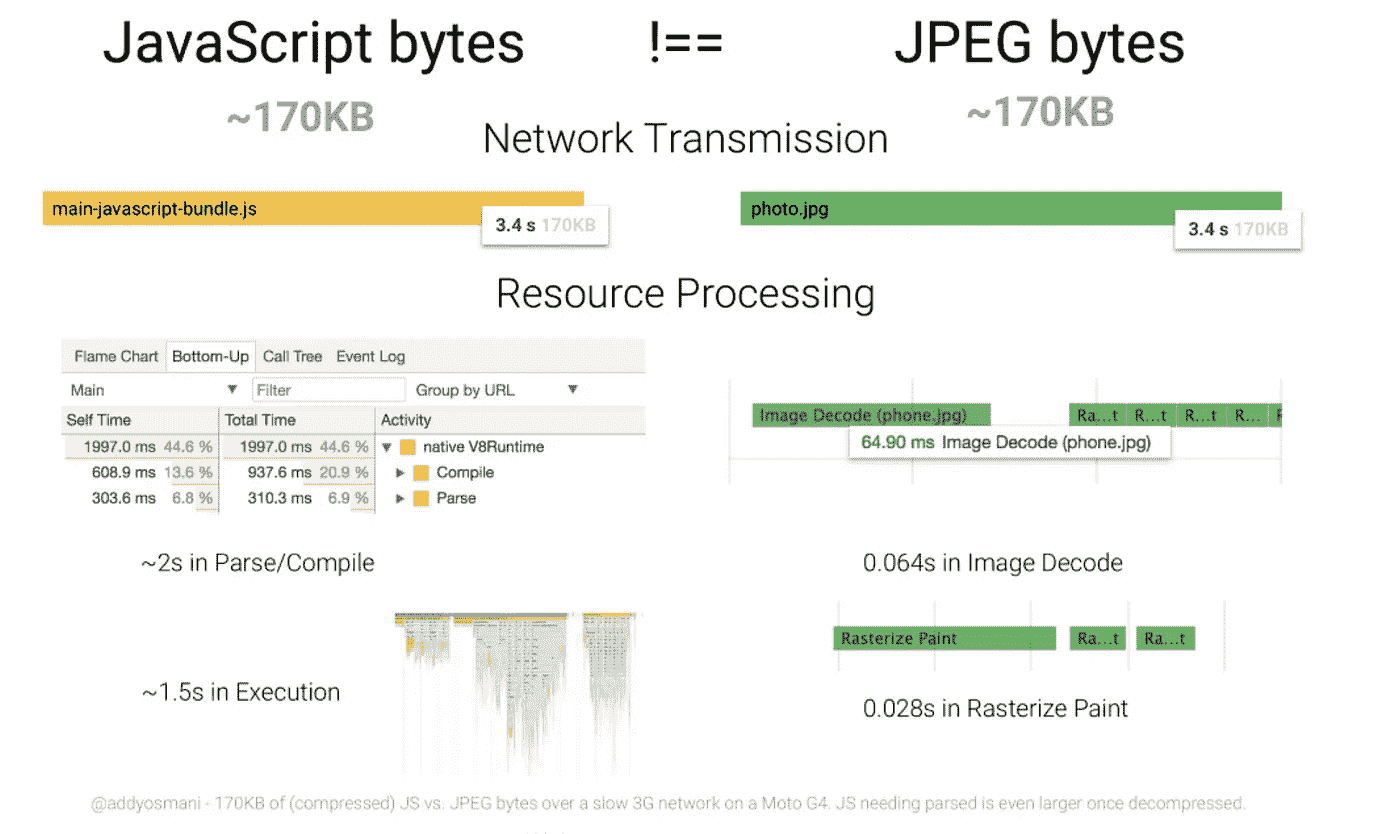 JavaScript bytes !== JPEG bytes
~170KB ~170KB
Network Transmission
main-javascript-bundle.js
3.4 s 170KB
photo.jpg
3.4 s 170KB
Resource Processing
Flame Chart Bottom-Up Call Tree Event Log
Main ▼ Filter Group by URL ▼
Self Time Total Time Activity
1997.0 ms 44.6 % 1997.0 ms 44.6 % ▼ native V8Runtime
608.9 ms 13.6 % 937.6 ms 20.9 % ▶ Compile
303.6 ms 6.8 % 310.3 ms 6.9 % ▶ Parse
Image Decode (phone.jpg) Ra...t R...t R...t R...
64.90 ms Image Decode (phone.jpg)
~2s in Parse/Compile
0.064s in Image Decode
~1.5s in Execution
Rasterize Paint Ra...t Ra...t
0.028s in Rasterize Paint
@addyosmani - 170KB of (compressed) JS vs. JPEG bytes over a slow 3G network on a Moto G4. JS needing parsed is even larger once decompressed.